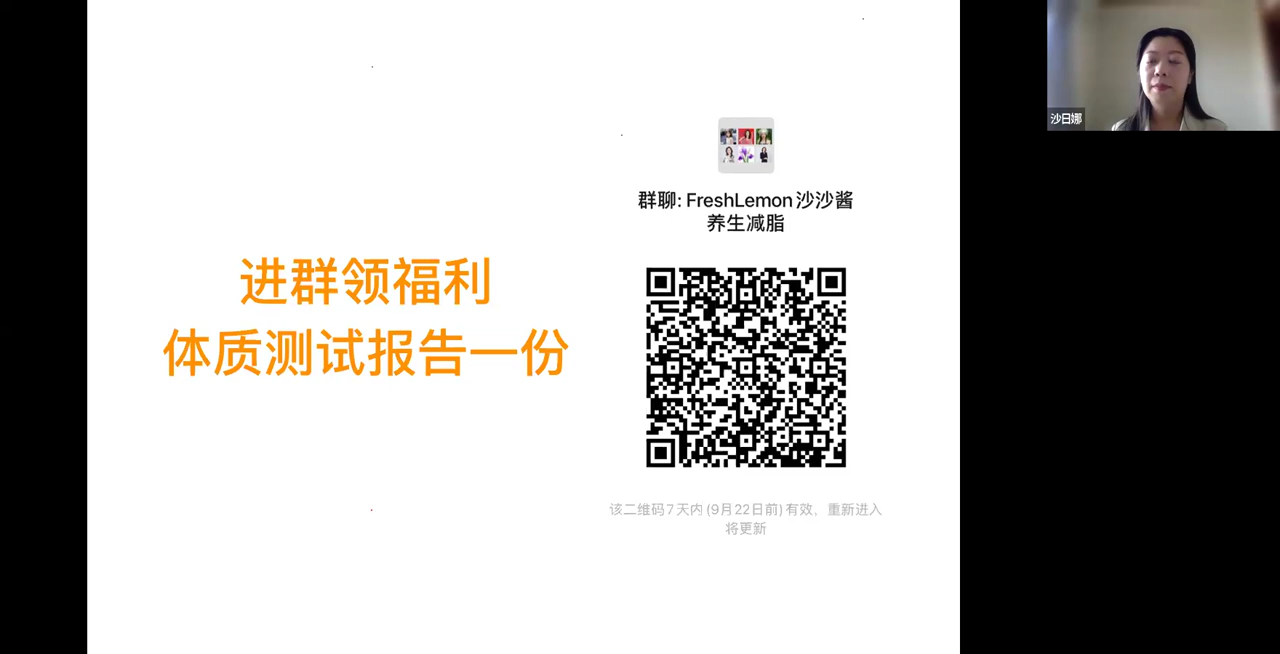 进群领福利
体质测试报告一份
群聊: FreshLemon沙沙酱
养生减脂
该二维码7天内(9月22日前)有效，重新进入
将更新
沙日娜